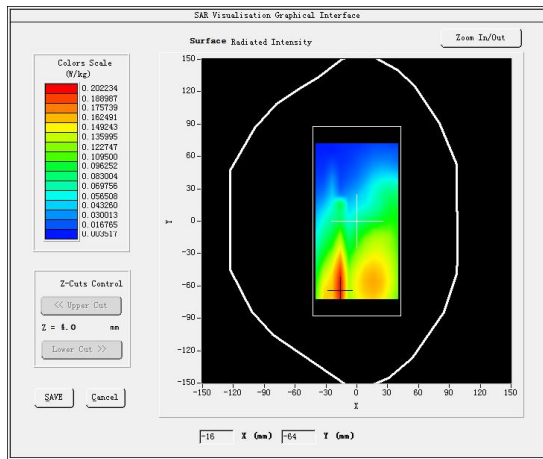 SAR Visualisation Graphical Interface
Surface Radiated Intensity
Zoom In/Out
Colors Scale
(W/kg)
0.202234
0.188987
0.175739
0.162491
0.149243
0.135995
0.122747
0.109500
0.096252
0.083004
0.069756
0.056508
0.043260
0.030013
0.016765
0.003517
Z-Cuts Control
<< Upper Cut
Z = 4.0 mm
Lower Cut >>
SAVE
Cancel
150
120
90
60
30
0
-30
-60
-90
-120
-150
Y
-150 -120 -90 -60 -30 0 30 60 90 120 150
X
-16 X (mm) -64 Y (mm)